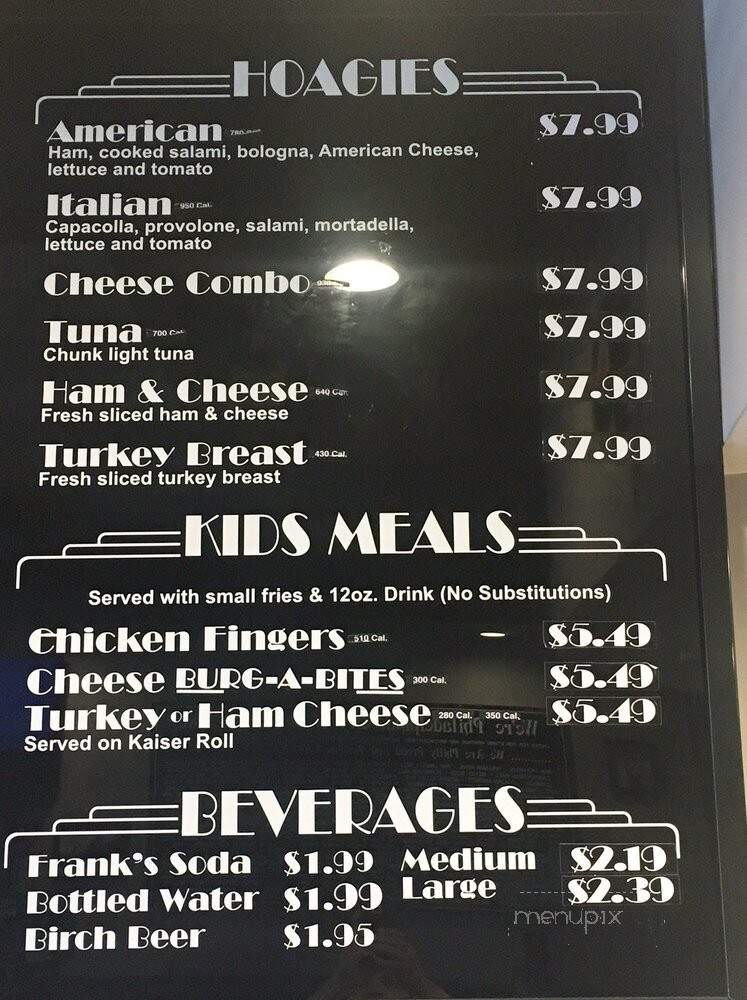 HOAGIES
American $7.99
Ham, cooked salami, bologna, American Cheese,
lettuce and tomato
Italian 950 Cal. $7.99
Capacolla, provolone, salami, mortadella,
lettuce and tomato
Cheese Combo $7.99
Tuna 700 Cal. $7.99
Chunk light tuna
Ham & Cheese 640 Cal. $7.99
Fresh sliced ham & cheese
Turkey Breast 430 Cal. $7.99
Fresh sliced turkey breast
KIDS MEALS
Served with small fries & 12oz. Drink (No Substitutions)
Chicken Fingers 510 Cal. $5.49
Cheese BURG-A-BITES 300 Cal. $5.49
Turkey or Ham Cheese 280 Cal. - 350 Cal. $5.49
Served on Kaiser Roll
BEVERAGES
Frank's Soda $1.99 Medium $2.19
Bottled Water $1.99 Large $2.39
Birch Beer $1.95
menupix